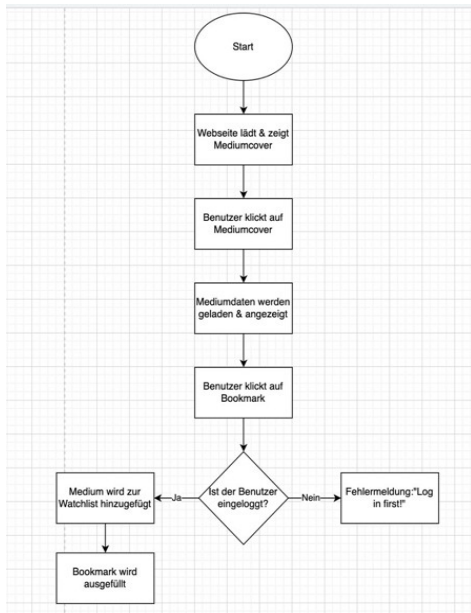 Start
Webseite lädt & zeigt
Mediumcover
Benutzer klickt auf
Mediumcover
Mediumdaten werden
geladen & angezeigt
Benutzer klickt auf
Bookmark
Ist der Benutzer
eingeloggt?
Ja
Nein
Medium wird zur
Watchlist hinzugefügt
Fehlermeldung:"Log
in first!"
Bookmark wird
ausgefüllt